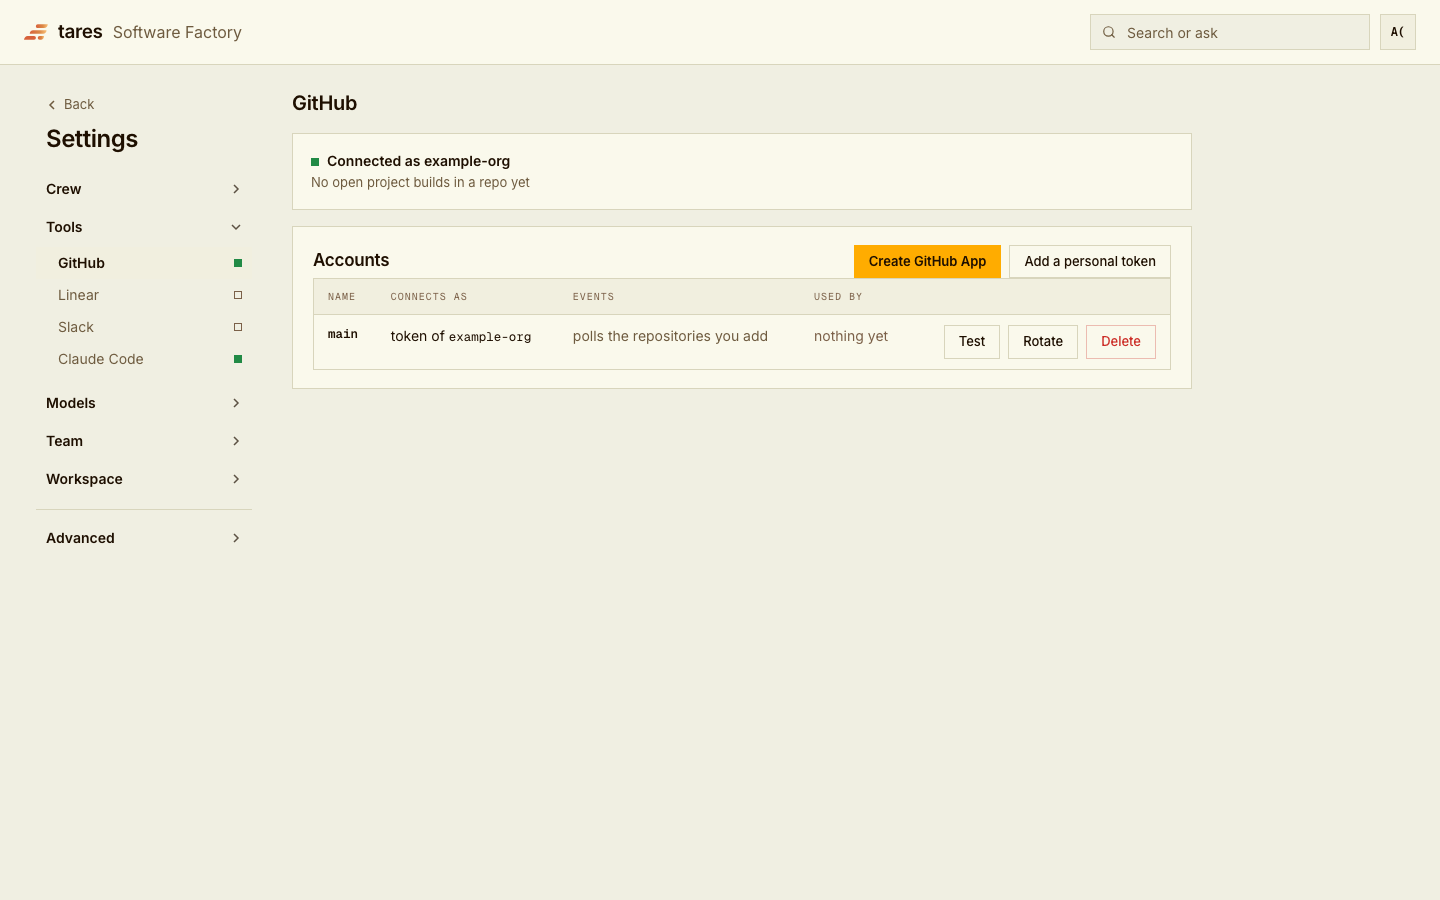 tares Software Factory
Search or ask
A(
Back
Settings
Crew
Tools
GitHub
Linear
Slack
Claude Code
Models
Team
Workspace
Advanced
GitHub
Connected as example-org
No open project builds in a repo yet
Accounts
Create GitHub App
Add a personal token
NAME CONNECTS AS EVENTS USED BY
main token of example-org polls the repositories you add nothing yet Test Rotate Delete